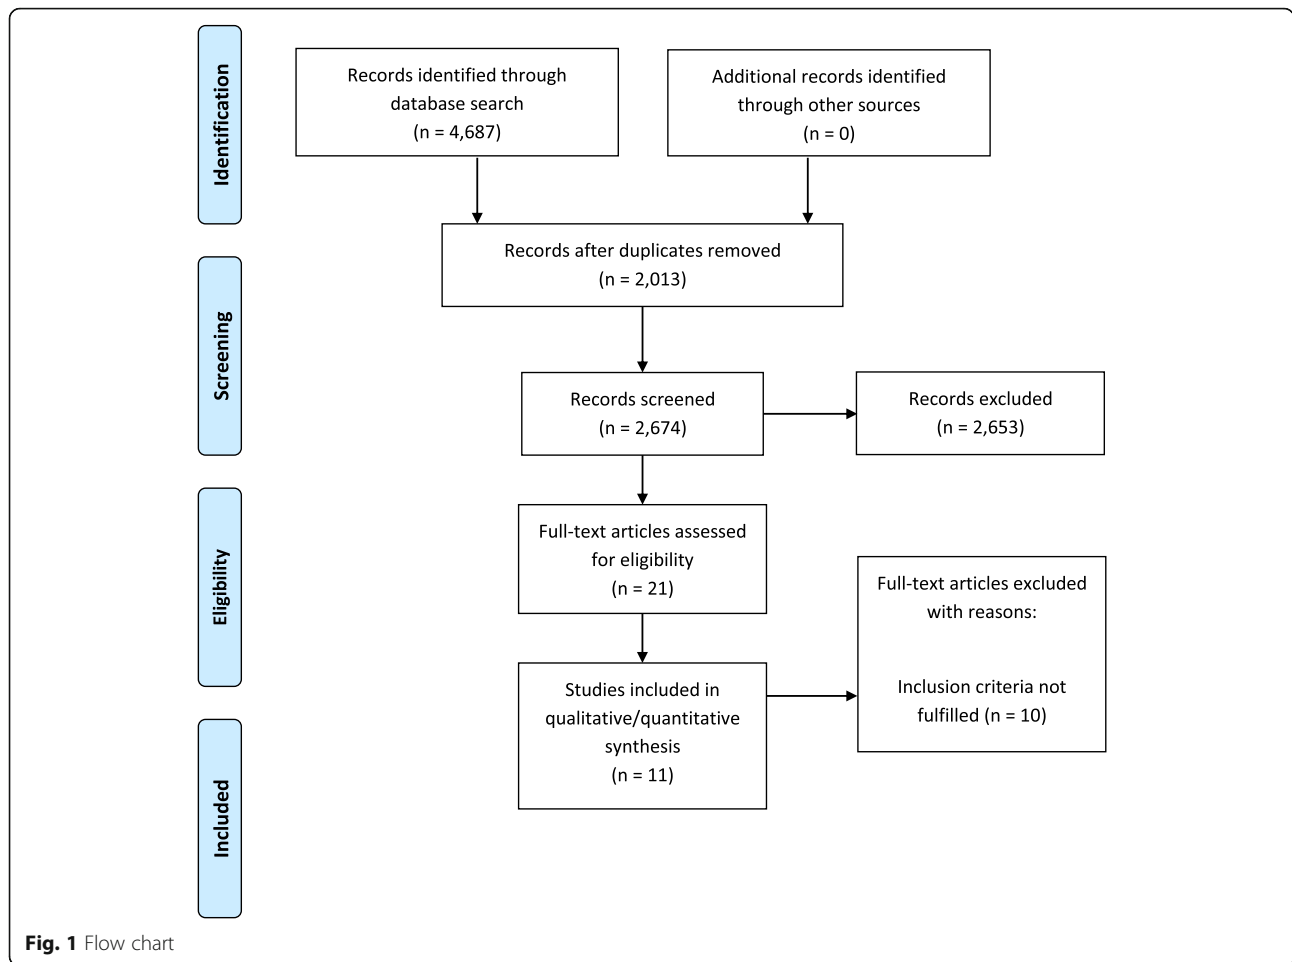 Identification
Records identified through
database search
(n = 4,687)
Additional records identified
through other sources
(n = 0)
Records after duplicates removed
(n = 2,013)
Screening
Records screened
(n = 2,674)
Records excluded
(n = 2,653)
Eligibility
Full-text articles assessed
for eligibility
(n = 21)
Full-text articles excluded
with reasons:
Inclusion criteria not
fulfilled (n = 10)
Studies included in
qualitative/quantitative
synthesis
(n = 11)
Included
Fig. 1 Flow chart